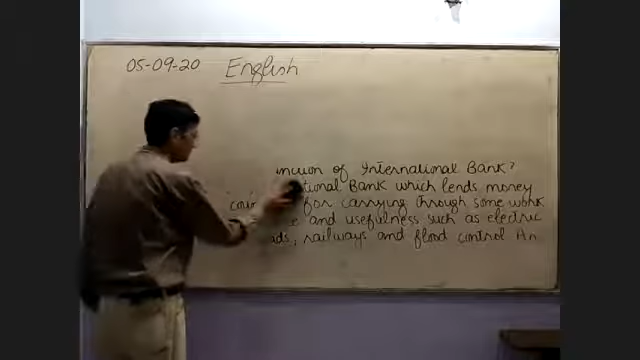 05-09-20 English
of International Bank?
Bank which lends money
for carrying through some work
and usefulness such as electric
railways and flood control An